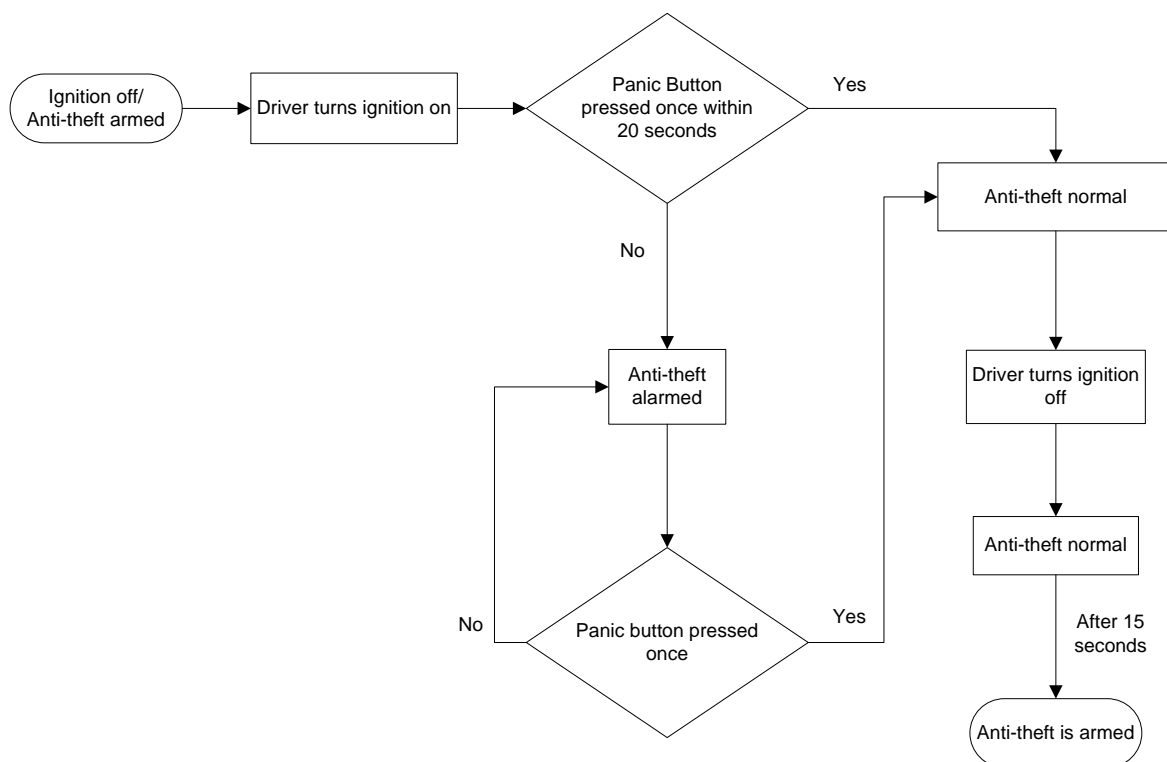 Ignition off/
Anti-theft armed
Driver turns ignition on
Panic Button
pressed once within
20 seconds
Yes
Anti-theft normal
No
Anti-theft
alarmed
Driver turns ignition
off
Anti-theft normal
No
Panic button pressed
once
Yes
After 15
seconds
Anti-theft is armed